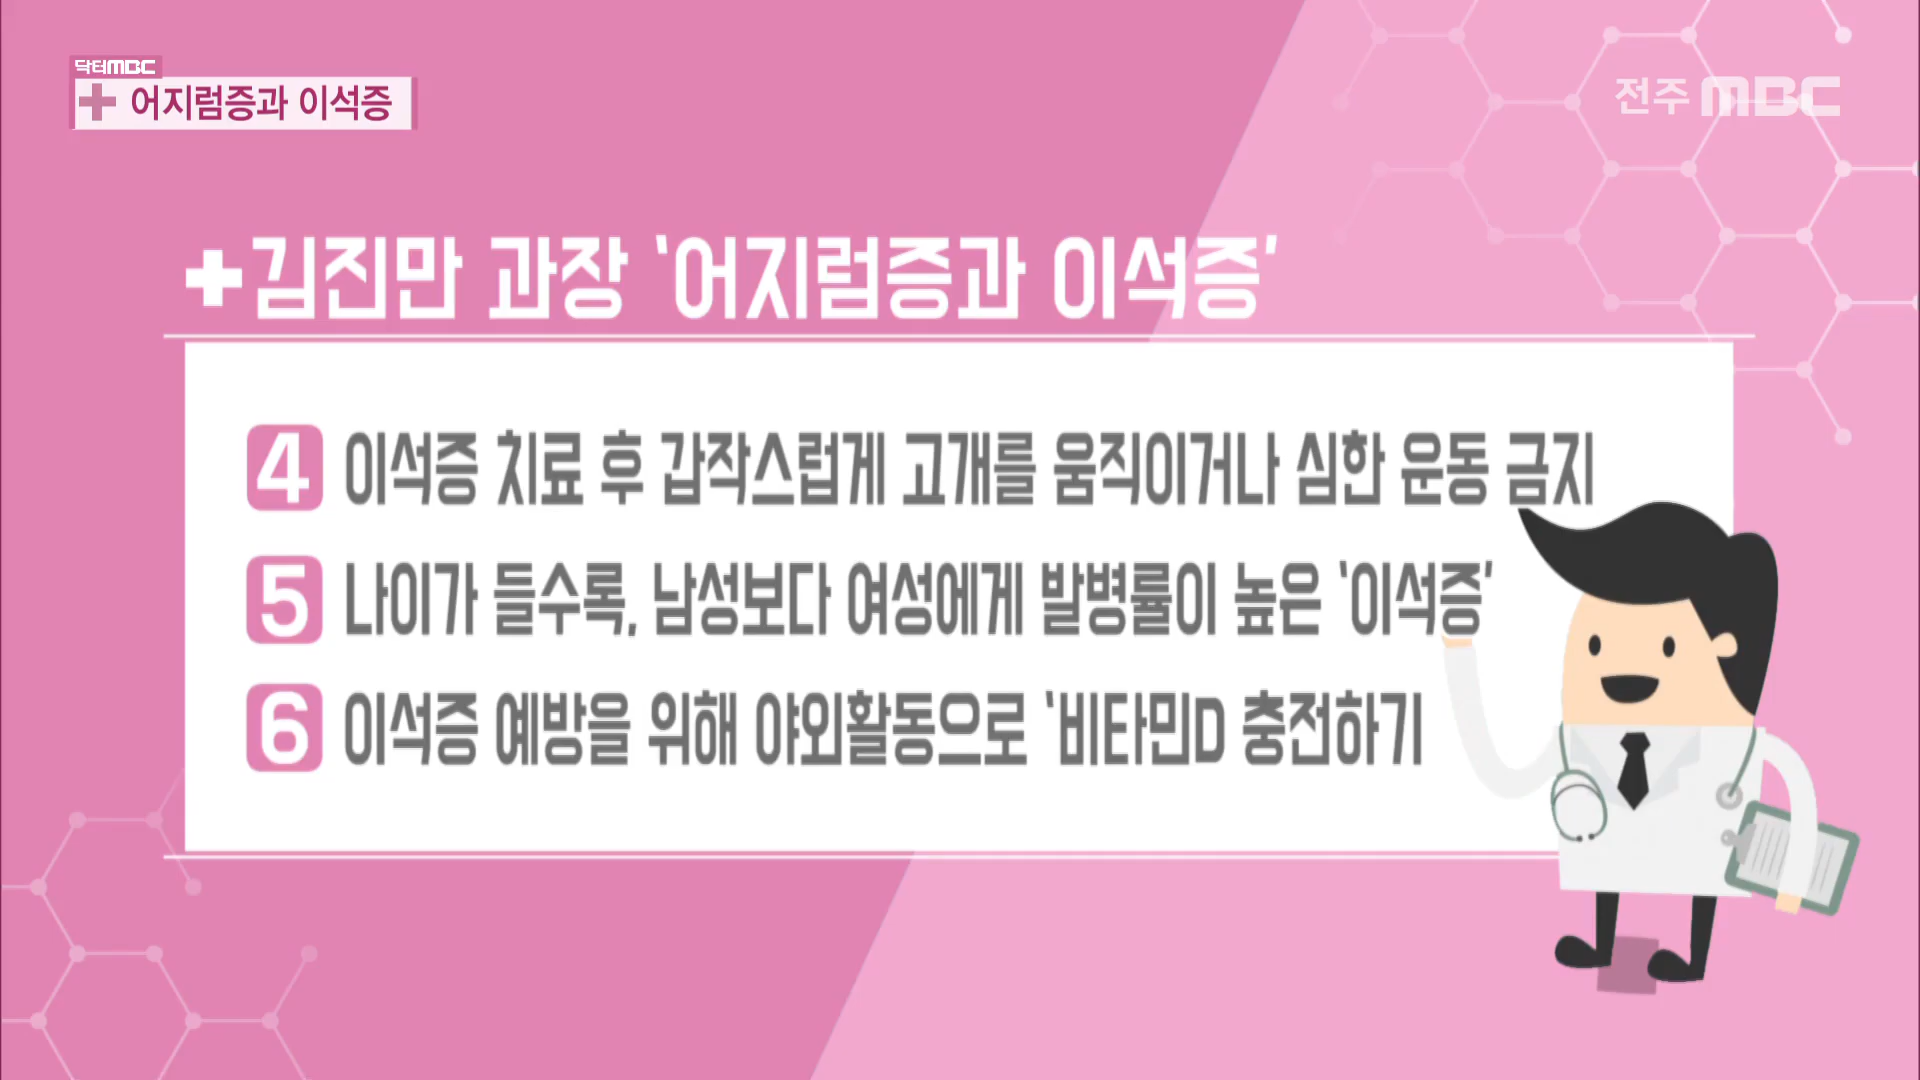 닥터MBC
어지럼증과 이석증
전주 MBC
+김진만 과장 '어지럼증과 이석증'
4 이석증 치료 후 갑작스럽게 고개를 움직이거나 심한 운동 금지
5 나이가 들수록, 남성보다 여성에게 발병률이 높은 '이석증'
6 이석증 예방을 위해 야외활동으로 '비타민D 충전하기